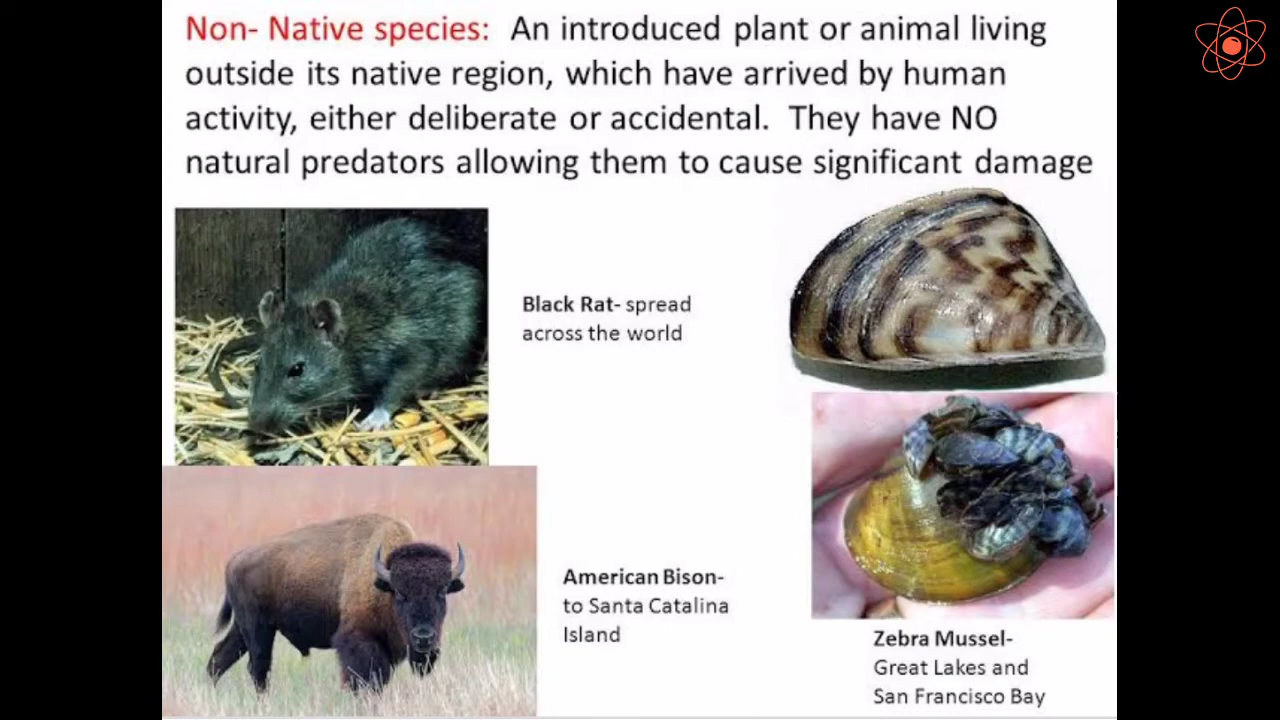 Non- Native species: An introduced plant or animal living
outside its native region, which have arrived by human
activity, either deliberate or accidental. They have NO
natural predators allowing them to cause significant damage
Black Rat- spread
across the world
American Bison-
to Santa Catalina
Island
Zebra Mussel-
Great Lakes and
San Francisco Bay